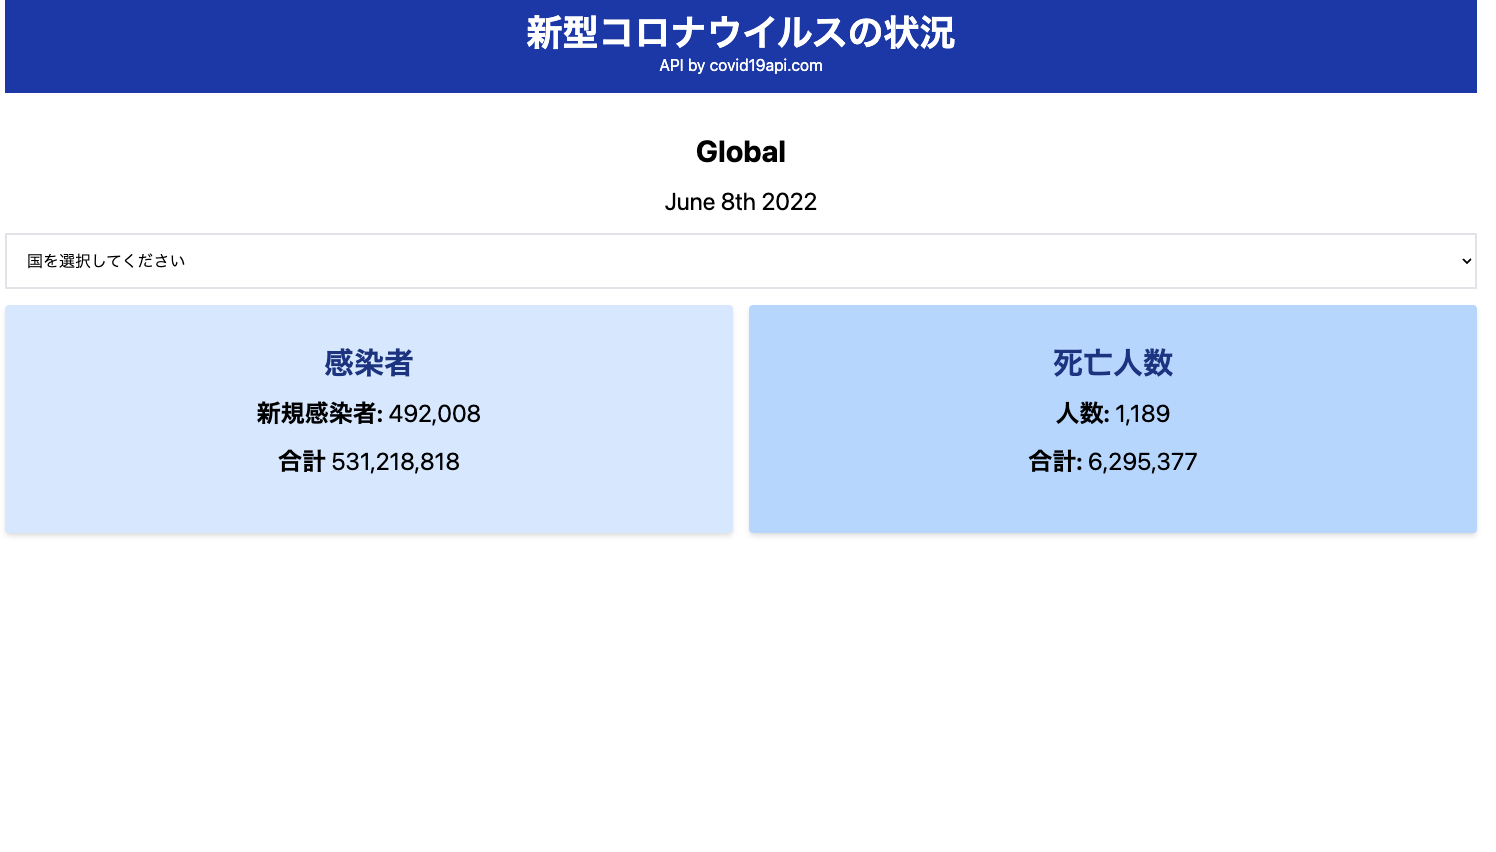 新型コロナウイルスの状況
API by covid19api.com
Global
June 8th 2022
国を選択してください
感染者
新規感染者: 492,008
合計 531,218,818
死亡人数
人数: 1,189
合計: 6,295,377